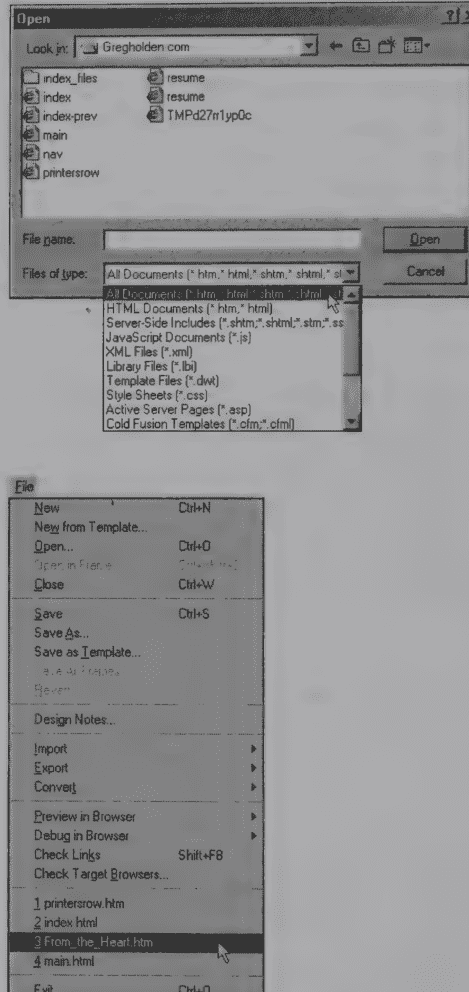 Open
Look in: Gregholden com
index_files
index
index-prev
main
nav
printersrow
resume
resume
TMPd27rr1yp0c
File name:
Open
Files of type: All Documents (*.htm,*.html,*.shtm,*.shtml,*.st
Cancel
All Documents (*.htm,*.html,*.shtm,*.shtml
HTML Documents (*.htm,*.html)
Server-Side Includes (*.shtm;*.shtml;*.stm;*.ss
JavaScript Documents (*.js)
XML Files (*.xml)
Library Files (*.lbi)
Template Files (*.dwt)
Style Sheets (*.css)
Active Server Pages (*.asp)
Cold Fusion Templates (*.cfm;*.cfml)
File
New Ctrl+N
New from Template...
Open... Ctrl+O
Open in Frame
Close Ctrl+W
Save Ctrl+S
Save As...
Save as Template...
Revert
Design Notes...
Import
Export
Convert
Preview in Browser
Debug in Browser
Check Links Shift+F8
Check Target Browsers...
1 printersrow.htm
2 index.html
3 From_the_Heart.htm
4 main.html
Exit Ctrl+Q